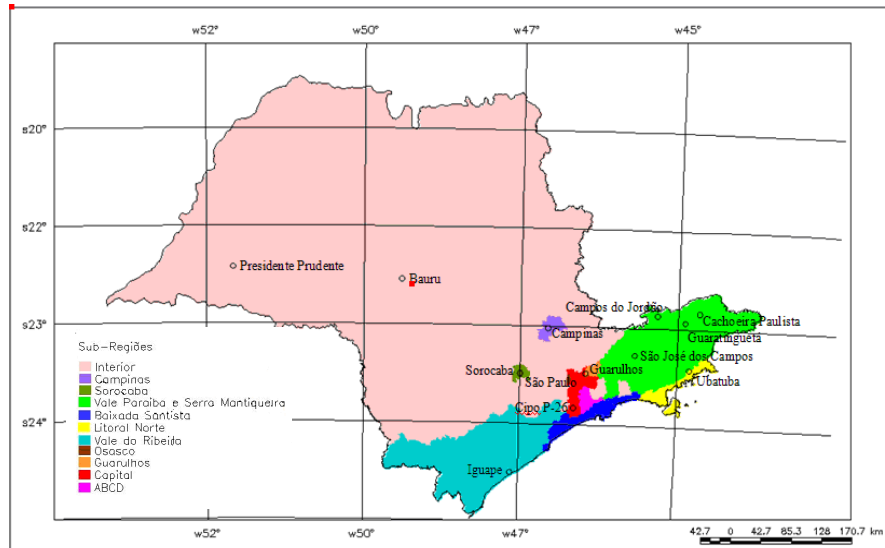 w52° w50° w47° w45°
s20°
s22°
Presidente Prudente
Bauru
Campos do Jordão
s23°
Campinas
Cachoeira Paulista
Guaratinguetá
São José dos Campos
Sorocaba
Guarulhos
São Paulo
Ubatuba
Cipo P-26
s24°
Iguape
Sub-Regiões
Interior
Campinas
Sorocaba
Vale Paraiba e Serra Mantiqueira
Baixada Santista
Litoral Norte
Vale do Ribeira
Osasco
Guarulhos
Capital
ABCD
w52° w50° w47° w45°
42.7 0 42.7 85.3 128 170.7 km